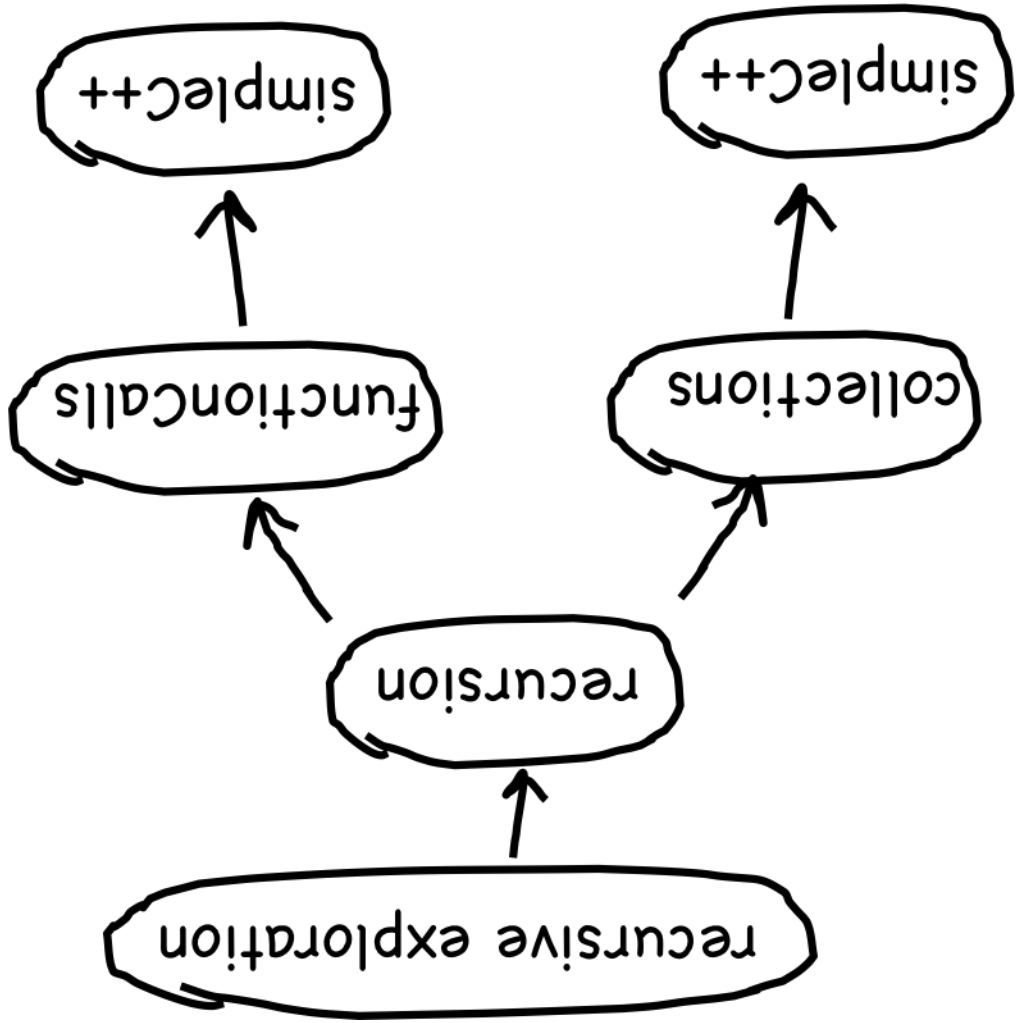 recursive exploration
recursion
collections
functionCalls
simpleC++
simpleC++